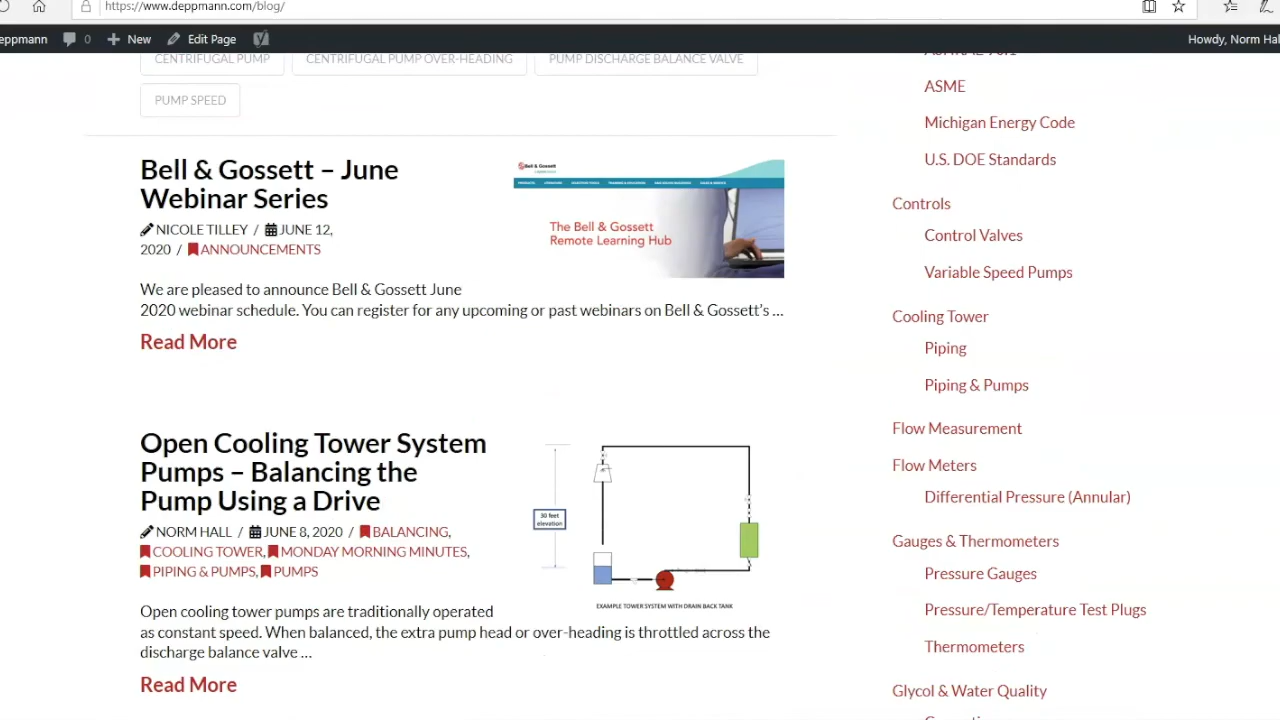 https://www.deppmann.com/blog/
eppmann 0 New Edit Page Howdy, Norm Hal
CENTRIFUGAL PUMP CENTRIFUGAL PUMP OVER-HEADING PUMP DISCHARGE BALANCE VALVE
PUMP SPEED
Bell & Gossett – June
Webinar Series
NICOLE TILLEY / JUNE 12,
2020 / ANNOUNCEMENTS
We are pleased to announce Bell & Gossett June
2020 webinar schedule. You can register for any upcoming or past webinars on Bell & Gossett’s ...
Read More
Bell & Gossett
The Bell & Gossett
Remote Learning Hub
Open Cooling Tower System
Pumps – Balancing the
Pump Using a Drive
NORM HALL / JUNE 8, 2020 / BALANCING,
COOLING TOWER, MONDAY MORNING MINUTES,
PIPING & PUMPS, PUMPS
Open cooling tower pumps are traditionally operated
as constant speed. When balanced, the extra pump head or over-heading is throttled across the
discharge balance valve ...
Read More
30 feet
elevation
EXAMPLE TOWER SYSTEM WITH DRAIN BACK TANK
ASME
Michigan Energy Code
U.S. DOE Standards
Controls
Control Valves
Variable Speed Pumps
Cooling Tower
Piping
Piping & Pumps
Flow Measurement
Flow Meters
Differential Pressure (Annular)
Gauges & Thermometers
Pressure Gauges
Pressure/Temperature Test Plugs
Thermometers
Glycol & Water Quality